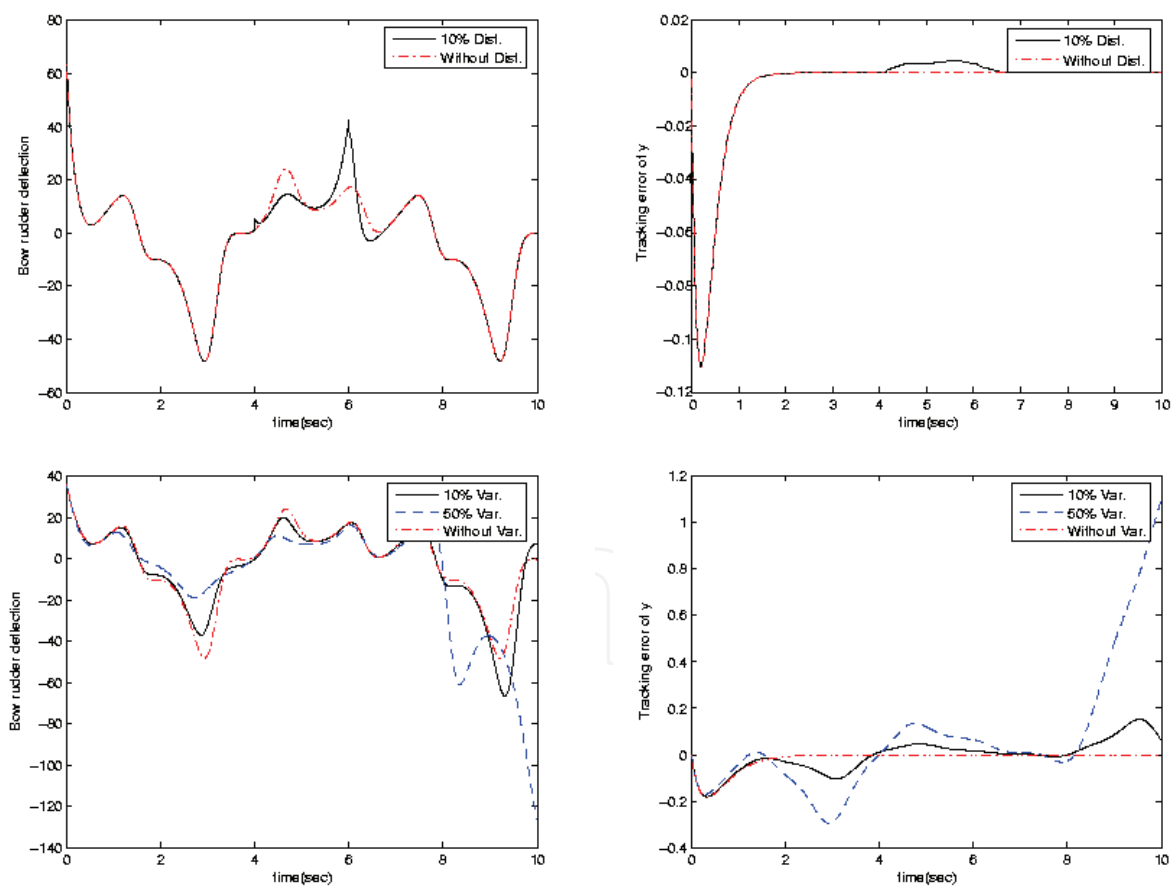 80
60
40
20
0
−20
−40
−60
Bow rudder deflection
10% Dist.
Without Dist.
0 2 4 6 8 10
time(sec)
0.02
0
−0.02
−0.04
−0.06
−0.08
−0.1
−0.12
Tracking error of y
10% Dist.
Without Dist.
0 1 2 3 4 5 6 7 8 9 10
time(sec)
40
20
0
−20
−40
−60
−80
−100
−120
−140
Bow rudder deflection
10% Var.
50% Var.
Without Var.
0 2 4 6 8 10
time(sec)
1.2
1
0.8
0.6
0.4
0.2
0
−0.2
−0.4
Tracking error of y
10% Var.
50% Var.
Without Var.
0 2 4 6 8 10
time(sec)